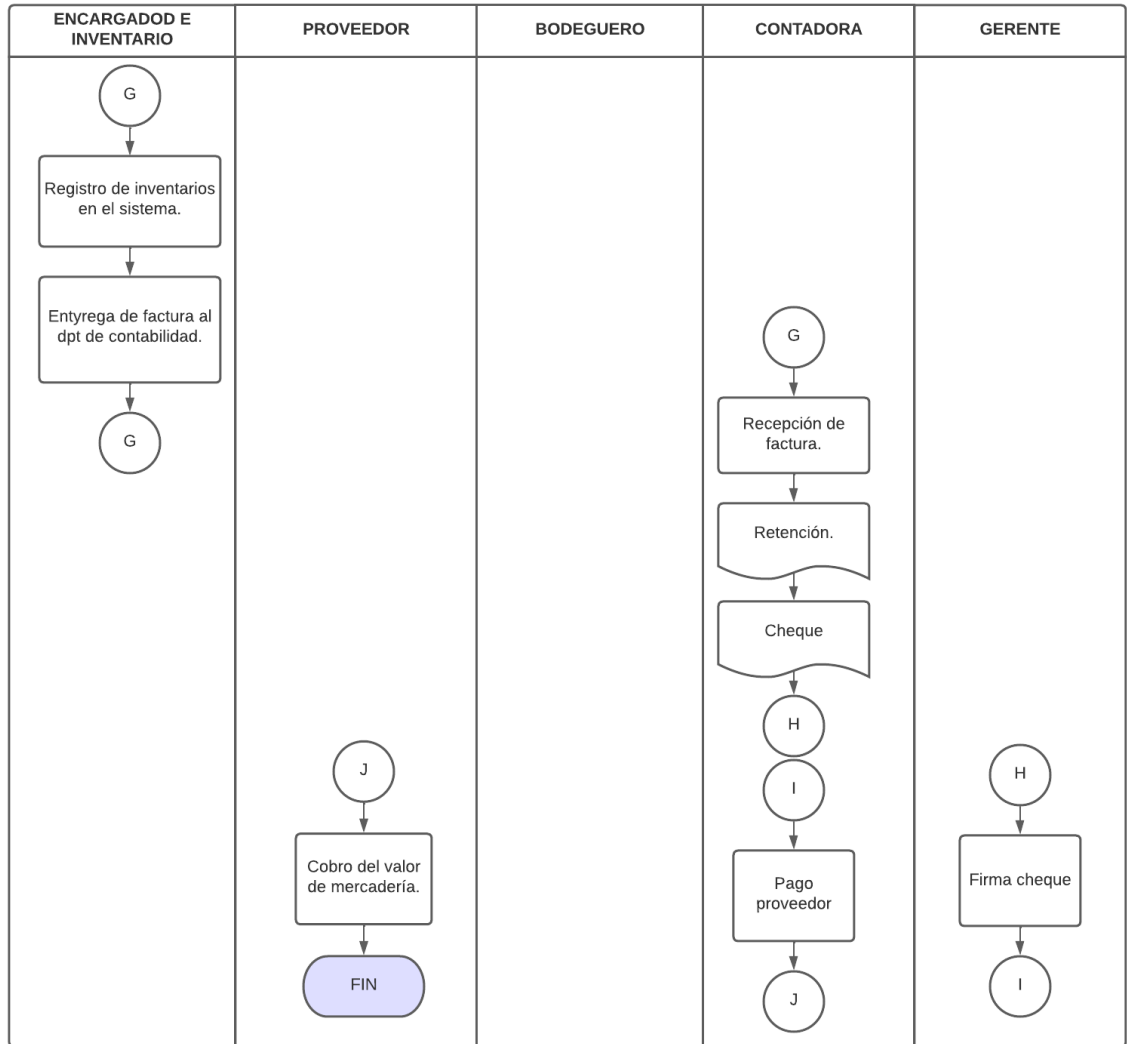 ENCARGADOD E
INVENTARIO
PROVEEDOR
BODEGUERO
CONTADORA
GERENTE
G
Registro de inventarios
en el sistema.
Entyrega de factura al
dpt de contabilidad.
G
J
Cobro del valor
de mercadería.
FIN
G
Recepción de
factura.
Retención.
Cheque
H
I
Pago
proveedor
J
H
Firma cheque
I